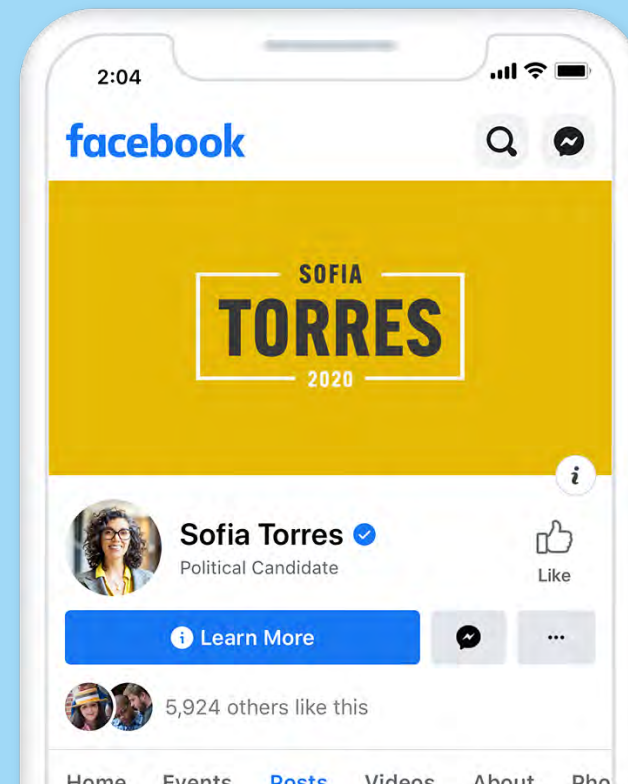 2:04
facebook
SOFIA
TORRES
2020
i
Sofia Torres
Political Candidate
Like
Learn More
5,924 others like this
Home Events Posts Videos About Pho